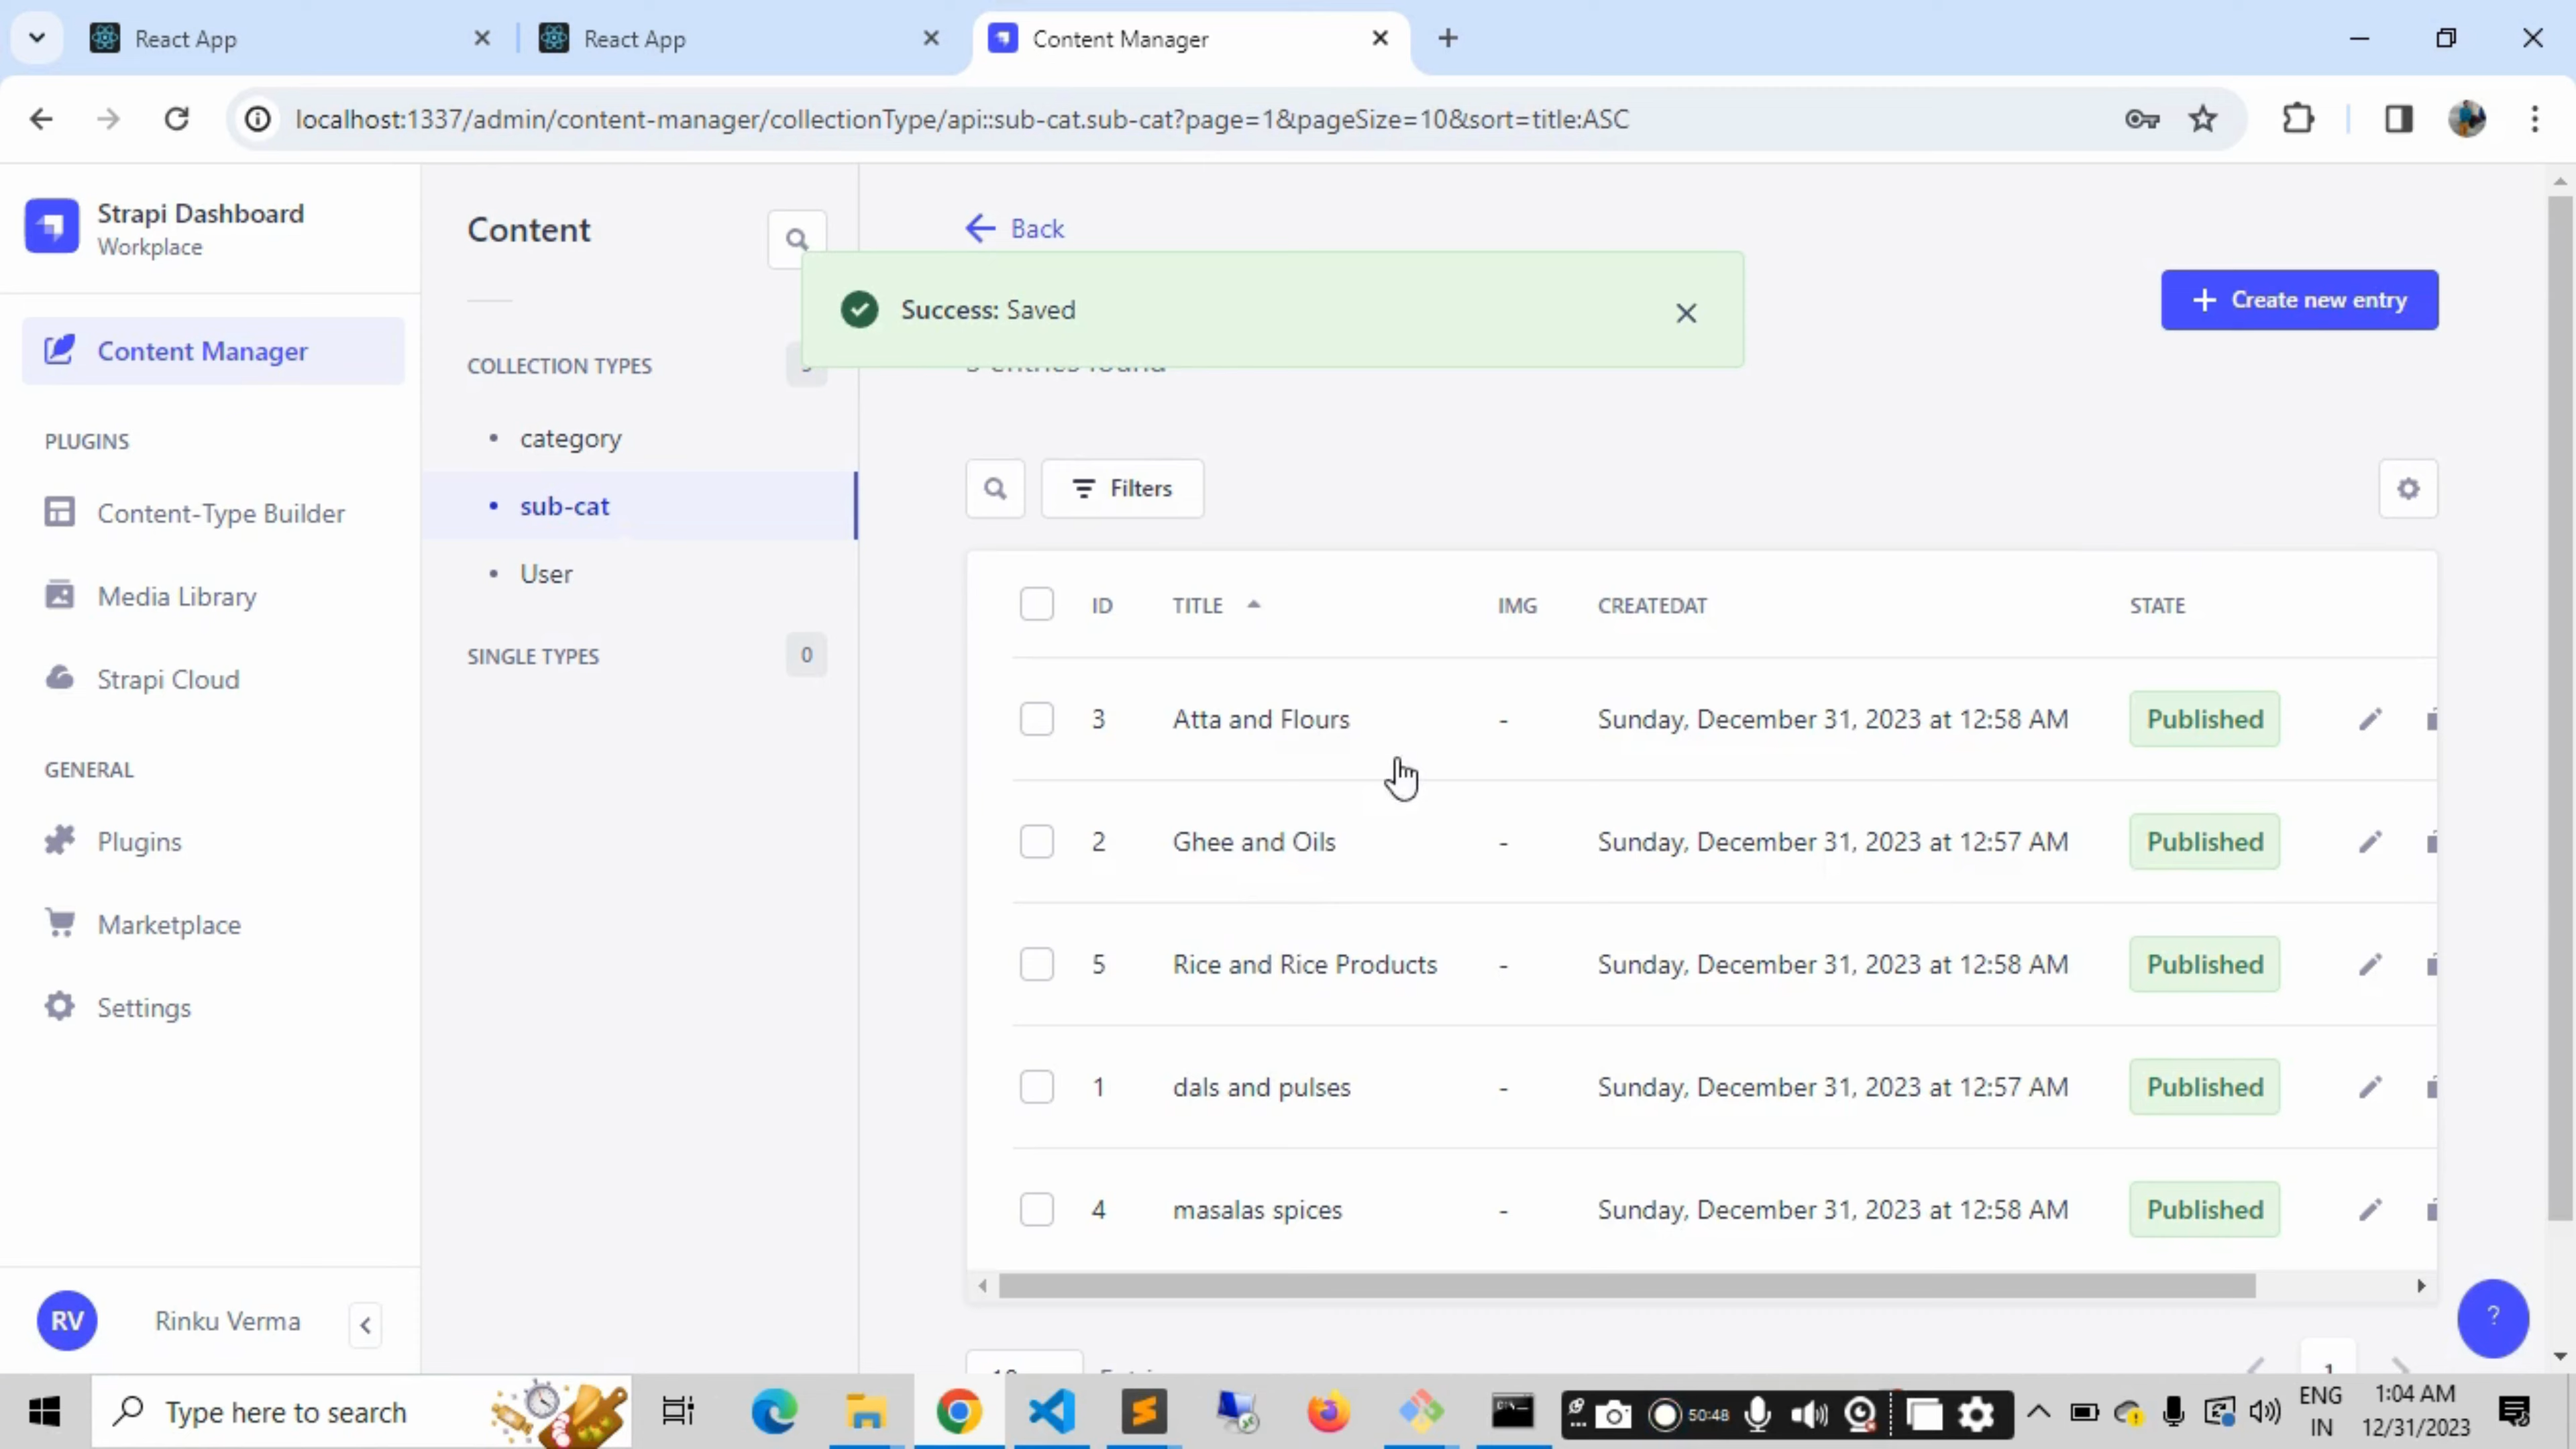 React App
React App
Content Manager
localhost:1337/admin/content-manager/collectionType/api::sub-cat.sub-cat?page=1&pageSize=10&sort=title:ASC
Strapi Dashboard
Workplace
Content Manager
PLUGINS
Content-Type Builder
Media Library
Strapi Cloud
GENERAL
Plugins
Marketplace
Settings
RV Rinku Verma
Content
COLLECTION TYPES
category
sub-cat
User
SINGLE TYPES 0
Back
Success: Saved
Create new entry
Filters
ID TITLE IMG CREATEDAT STATE
3 Atta and Flours - Sunday, December 31, 2023 at 12:58 AM Published
2 Ghee and Oils - Sunday, December 31, 2023 at 12:57 AM Published
5 Rice and Rice Products - Sunday, December 31, 2023 at 12:58 AM Published
1 dals and pulses - Sunday, December 31, 2023 at 12:57 AM Published
4 masalas spices - Sunday, December 31, 2023 at 12:58 AM Published
?
Type here to search
50:48
ENG
IN
1:04 AM
12/31/2023